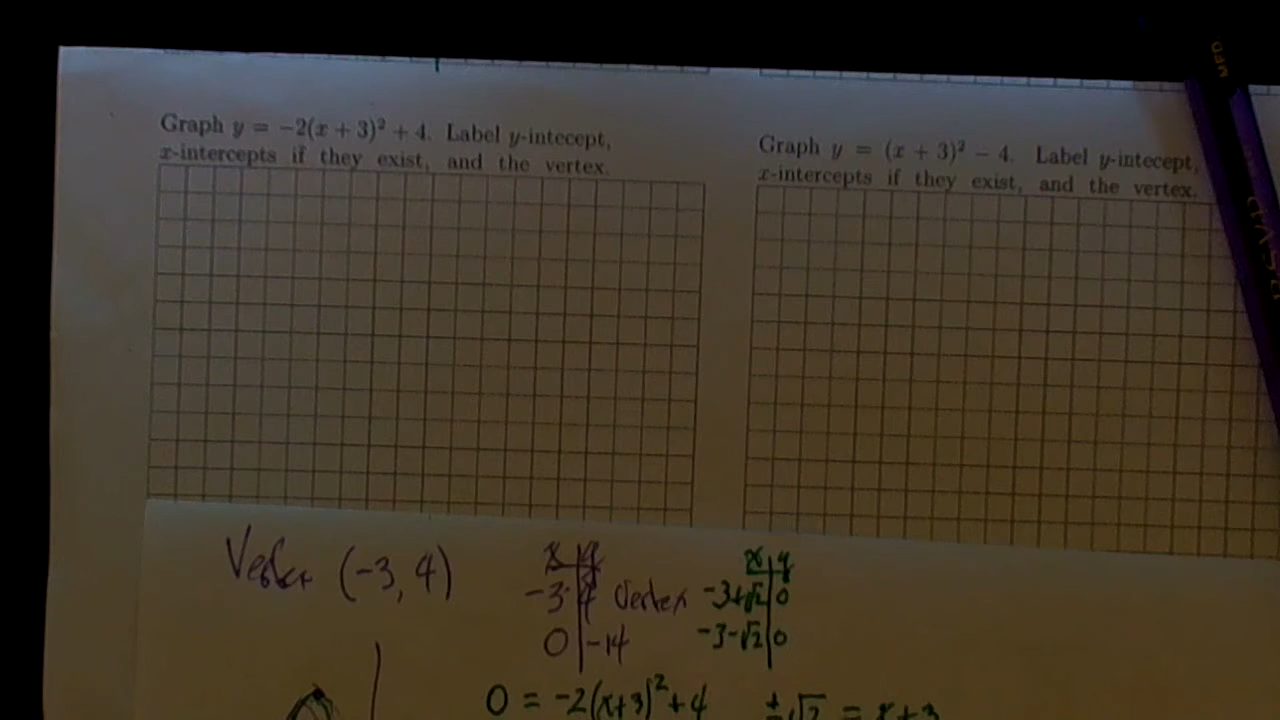 Graph y = −2(x + 3)² + 4. Label y-intecept,
x-intercepts if they exist, and the vertex.
Graph y = (x + 3)² − 4. Label y-intecept,
x-intercepts if they exist, and the vertex.
Vertex (-3, 4)
x | y
-3 | 4 Vertex
0 | -14
x | y
-3+√2 | 0
-3-√2 | 0
0 = -2(x+3)² + 4
±√2 = x+3